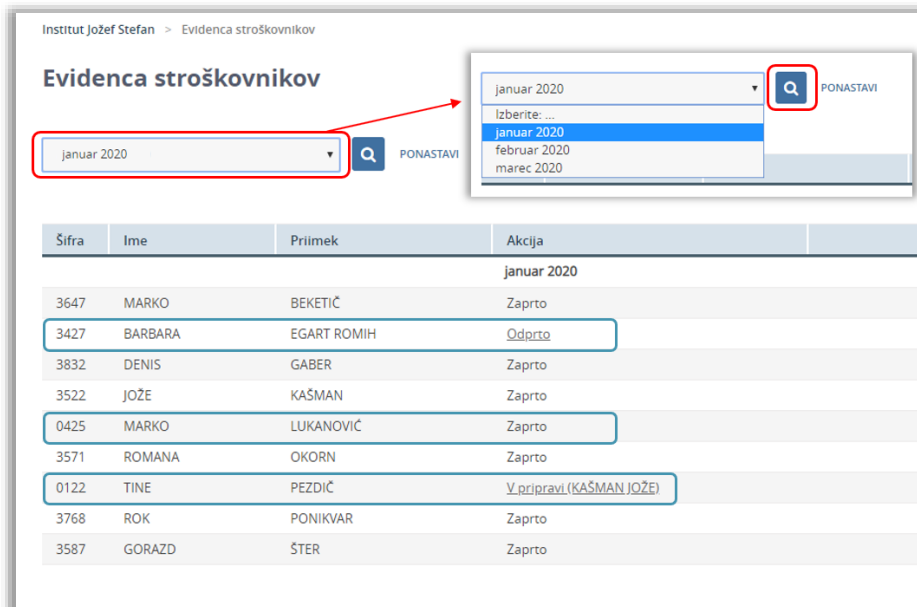 Institut Jožef Stefan > Evidenca stroškovnikov
Evidenca stroškovnikov
januar 2020
PONASTAVI
januar 2020
PONASTAVI
Izberite: ...
januar 2020
februar 2020
marec 2020
Šifra Ime Priimek Akcija
januar 2020
3647 MARKO BEKETIČ Zaprto
3427 BARBARA EGART ROMIH Odprto
3832 DENIS GABER Zaprto
3522 JOŽE KAŠMAN Zaprto
0425 MARKO LUKANOVIĆ Zaprto
3571 ROMANA OKORN Zaprto
0122 TINE PEZDIČ V pripravi (KAŠMAN JOŽE)
3768 ROK PONIKVAR Zaprto
3587 GORAZD ŠTER Zaprto